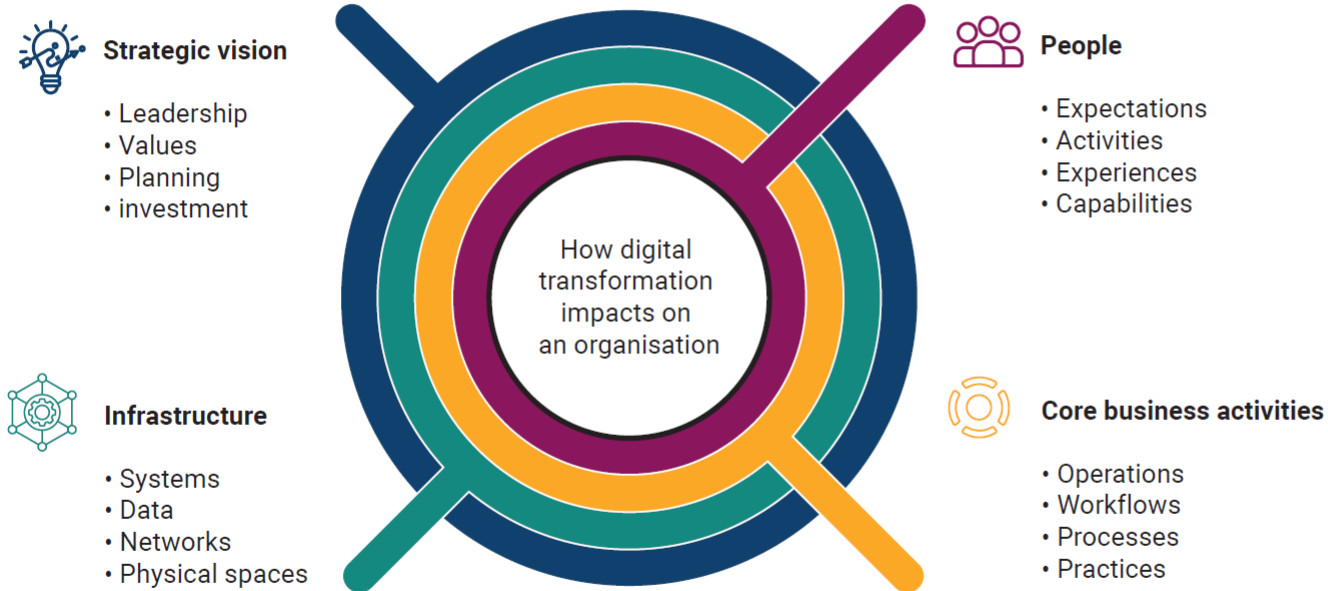 Strategic vision
• Leadership
• Values
• Planning
• investment
People
• Expectations
• Activities
• Experiences
• Capabilities
How digital
transformation
impacts on
an organisation
Infrastructure
• Systems
• Data
• Networks
• Physical spaces
Core business activities
• Operations
• Workflows
• Processes
• Practices